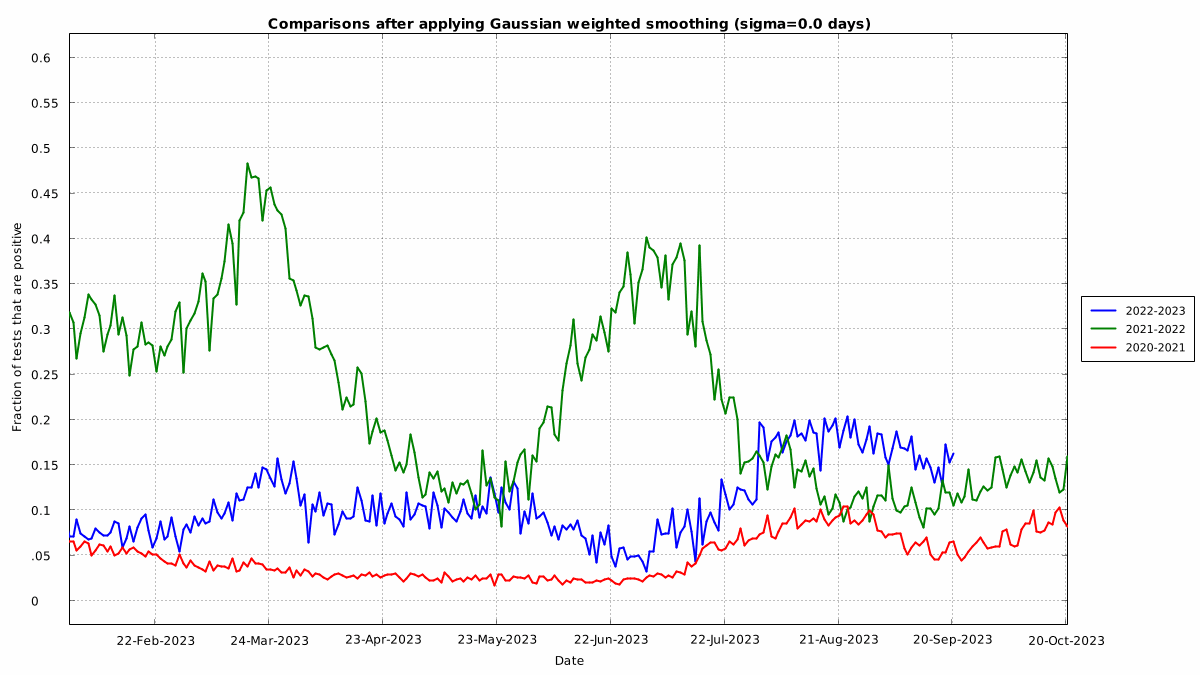 Comparisons after applying Gaussian weighted smoothing (sigma=0.0 days)
0.6
0.55
0.5
0.45
0.4
0.35
0.3
0.25
0.2
0.15
0.1
.05
0
Fraction of tests that are positive
22-Feb-2023
24-Mar-2023
23-Apr-2023
23-May-2023
22-Jun-2023
22-Jul-2023
21-Aug-2023
20-Sep-2023
20-Oct-2023
Date
2022-2023
2021-2022
2020-2021